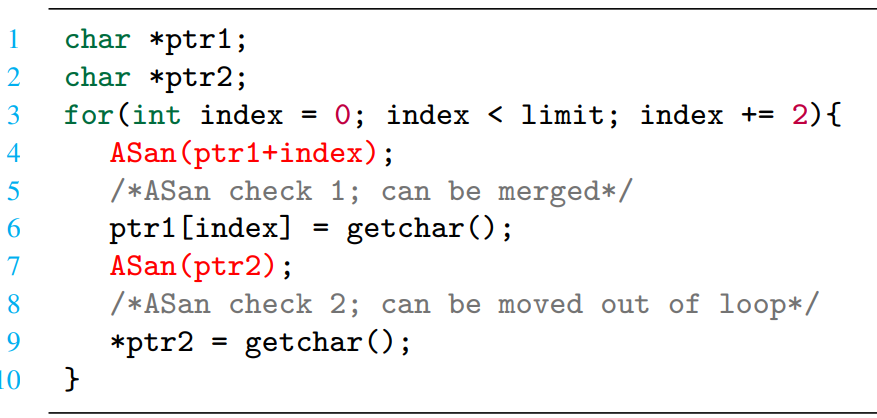 1 char *ptr1;
2 char *ptr2;
3 for(int index = 0; index < limit; index += 2){
4 ASan(ptr1+index);
5 /*ASan check 1; can be merged*/
6 ptr1[index] = getchar();
7 ASan(ptr2);
8 /*ASan check 2; can be moved out of loop*/
9 *ptr2 = getchar();
10 }